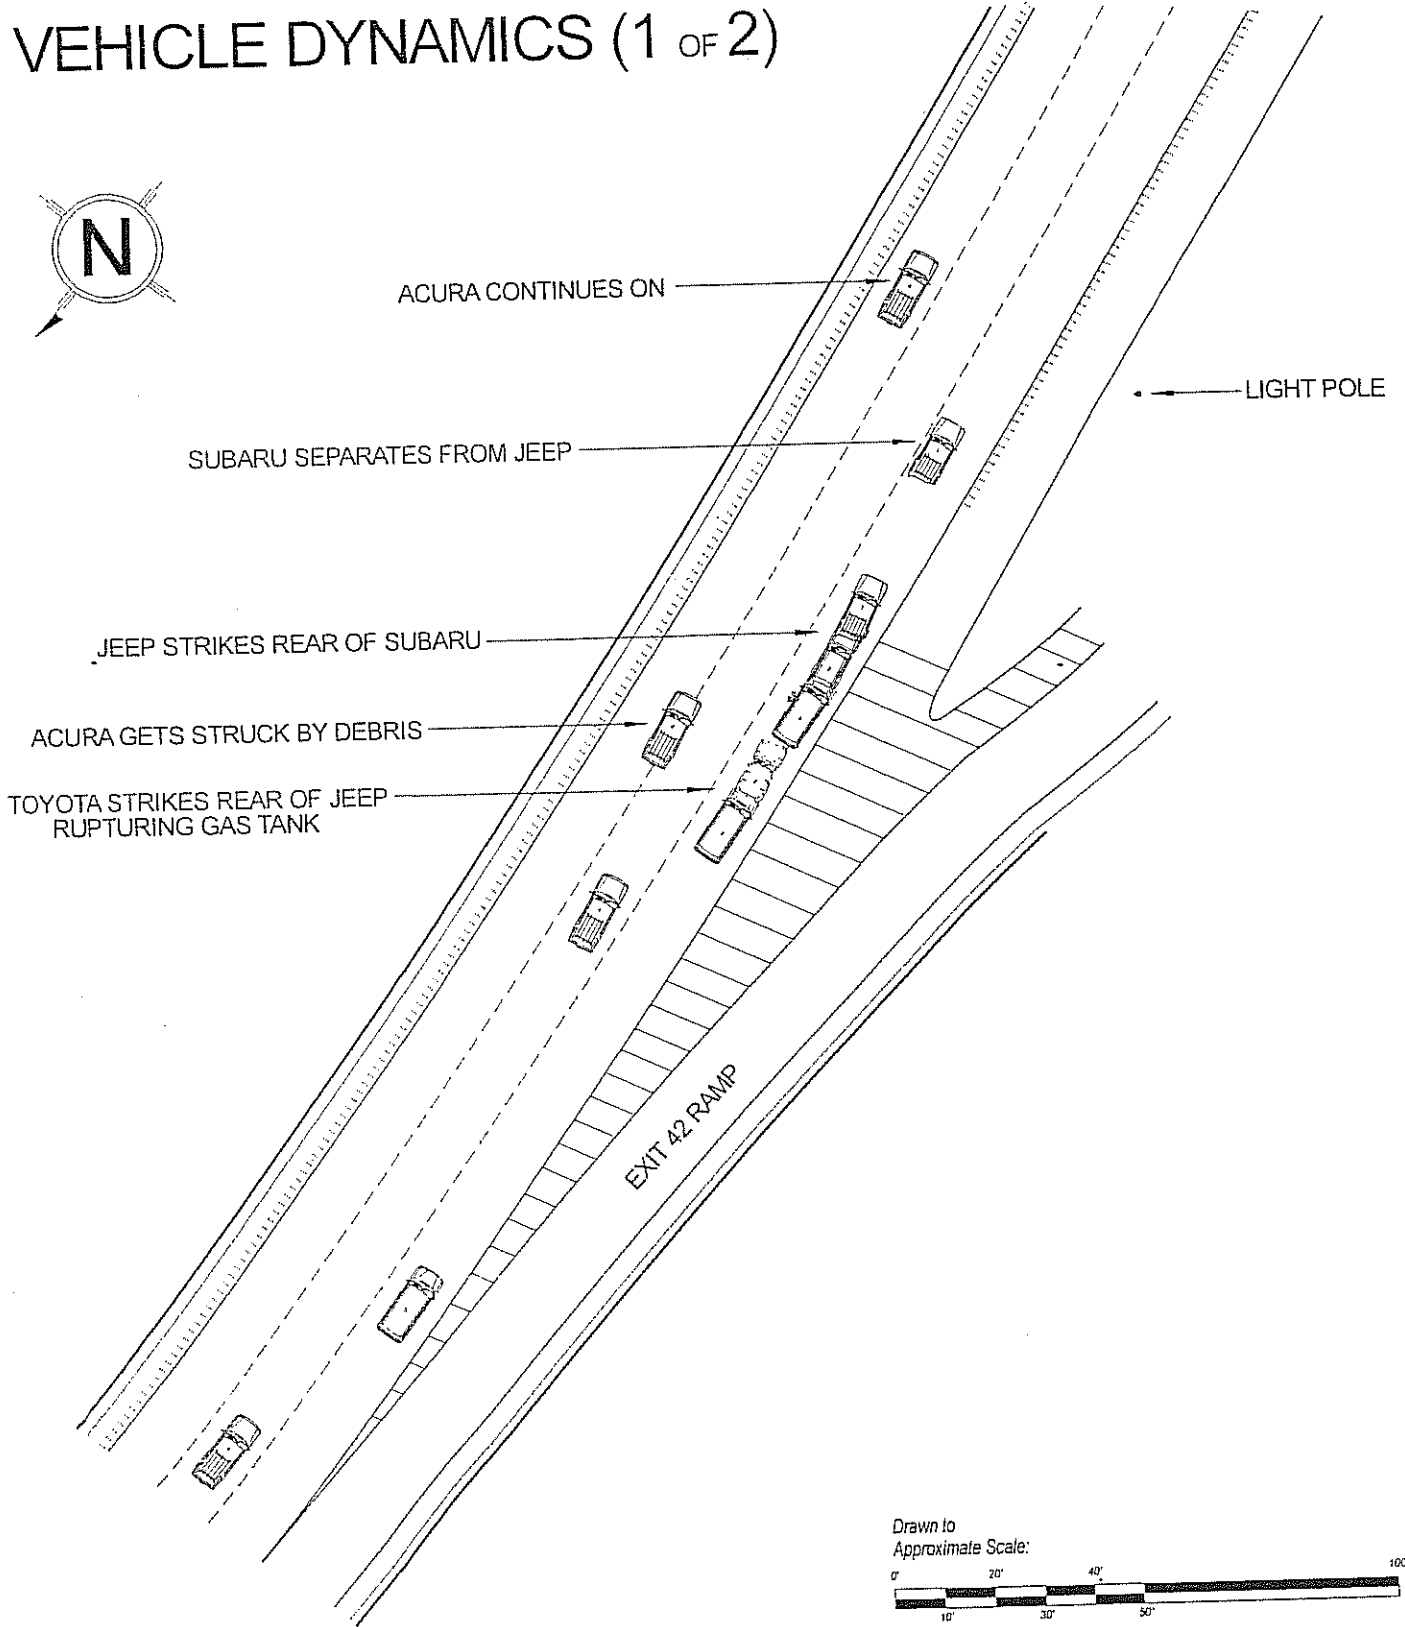 VEHICLE DYNAMICS (1 OF 2)
N
ACURA CONTINUES ON
LIGHT POLE
SUBARU SEPARATES FROM JEEP
JEEP STRIKES REAR OF SUBARU
ACURA GETS STRUCK BY DEBRIS
TOYOTA STRIKES REAR OF JEEP
RUPTURING GAS TANK
EXIT 42 RAMP
Drawn to
Approximate Scale:
0' 20' 40' 100
10' 30' 50'